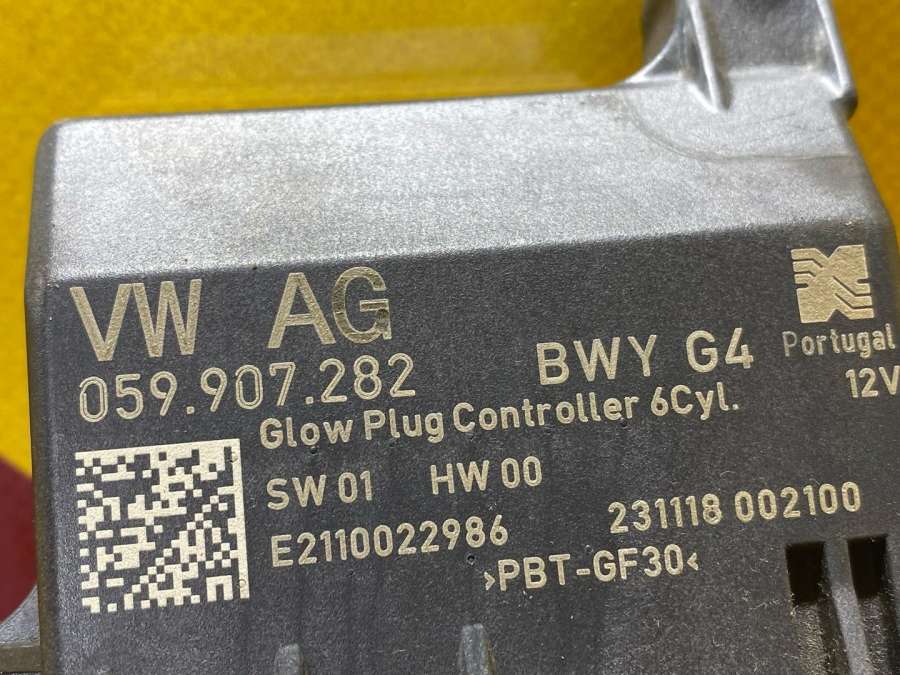 VW AG
059.907.282
BWY G4
Portugal
12V
Glow Plug Controller 6Cyl.
SW 01 HW 00
E2110022986
231118 002100
>PBT-GF30<